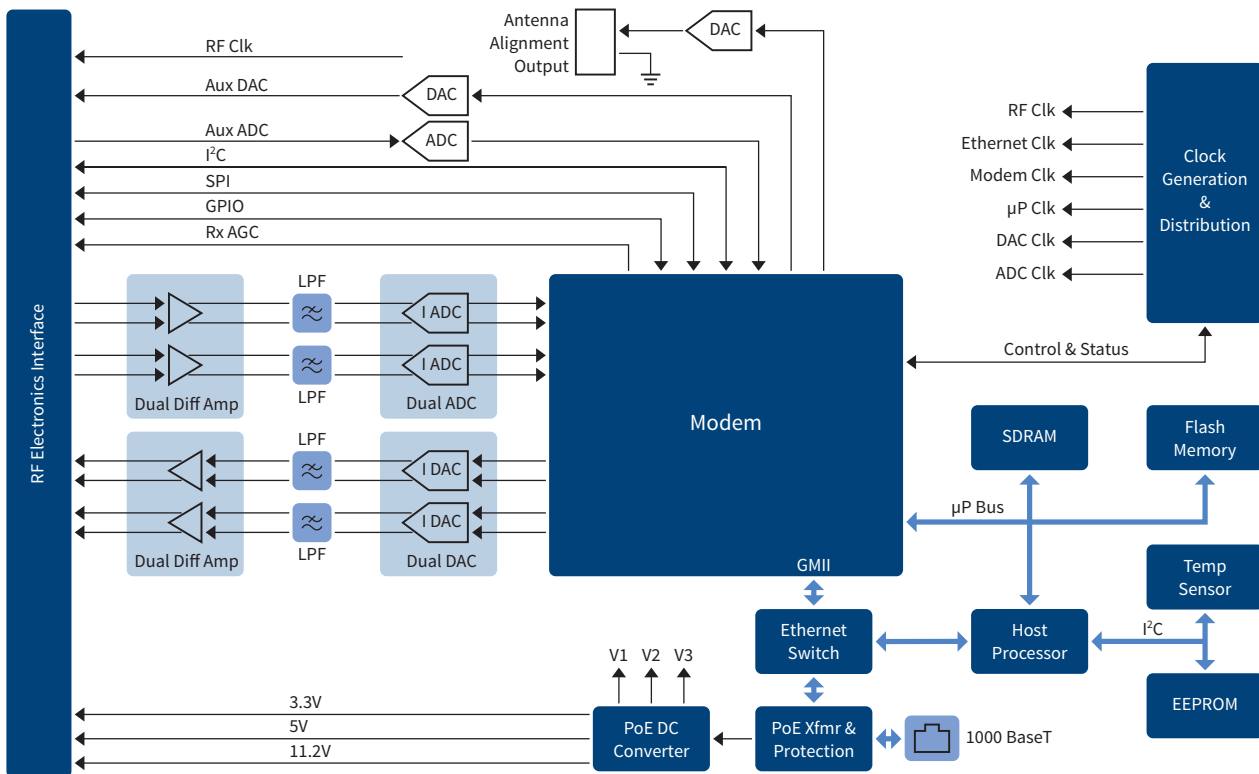 Antenna
Alignment
Output
DAC
RF Clk
Aux DAC
DAC
Aux ADC
ADC
I²C
SPI
GPIO
Rx AGC
RF Clk
Ethernet Clk
Modem Clk
µP Clk
DAC Clk
ADC Clk
Clock
Generation
&
Distribution
Control & Status
RF Electronics Interface
LPF
I ADC
I ADC
LPF
Dual Diff Amp
Dual ADC
LPF
I DAC
I DAC
LPF
Dual Diff Amp
Dual DAC
Modem
GMII
SDRAM
Flash
Memory
µP Bus
Temp
Sensor
I²C
EEPROM
Ethernet
Switch
Host
Processor
V1
V2
V3
3.3V
5V
11.2V
PoE DC
Converter
PoE Xfmr &
Protection
1000 BaseT